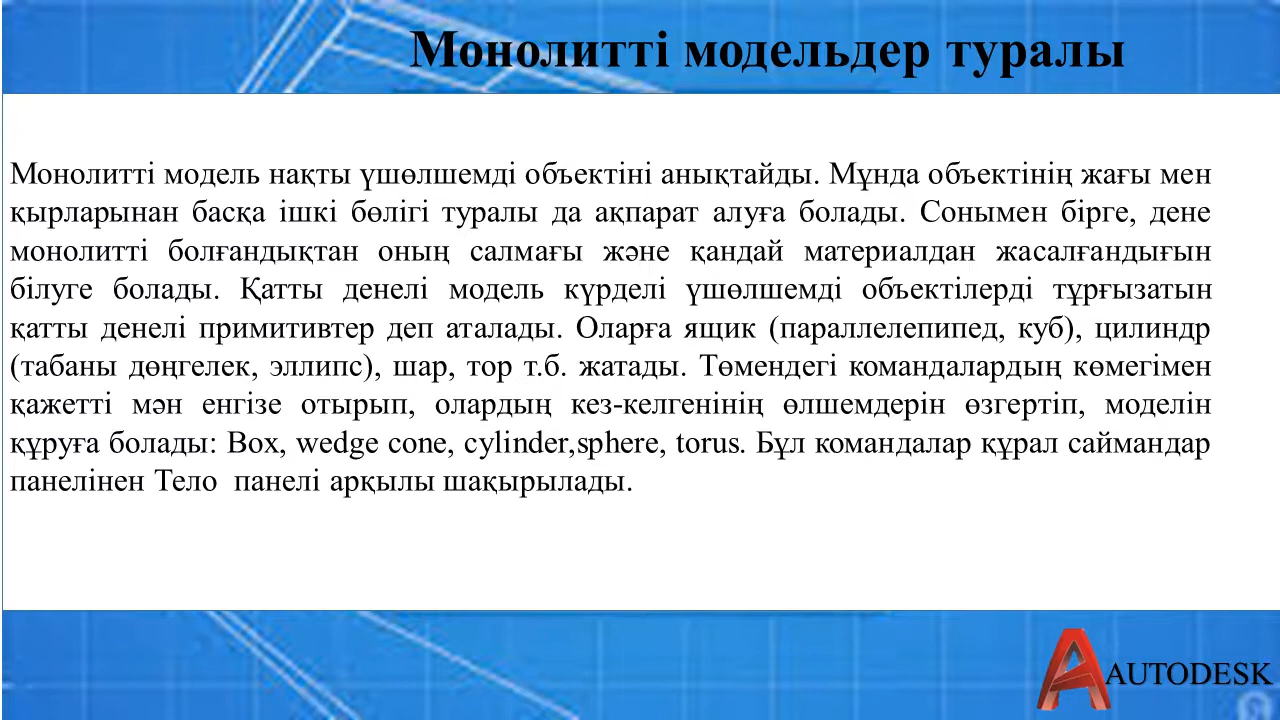 Монолитті модельдер туралы
Монолитті модель нақты үшөлшемді объектіні анықтайды. Мұнда объектінің жағы мен
қырларынан басқа ішкі бөлігі туралы да ақпарат алуға болады. Сонымен бірге, дене
монолитті болғандықтан оның салмағы және қандай материалдан жасалғандығын
білуге болады. Қатты денелі модель күрделі үшөлшемді объектілерді тұрғызатын
қатты денелі примитивтер деп аталады. Оларға ящик (параллелепипед, куб), цилиндр
(табаны дөңгелек, эллипс), шар, тор т.б. жатады. Төмендегі командалардың көмегімен
қажетті мән енгізе отырып, олардың кез-келгенінің өлшемдерін өзгертіп, моделін
құруға болады: Box, wedge cone, cylinder,sphere, torus. Бұл командалар құрал саймандар
панелінен Тело  панелі арқылы шақырылады.
AUTODESK